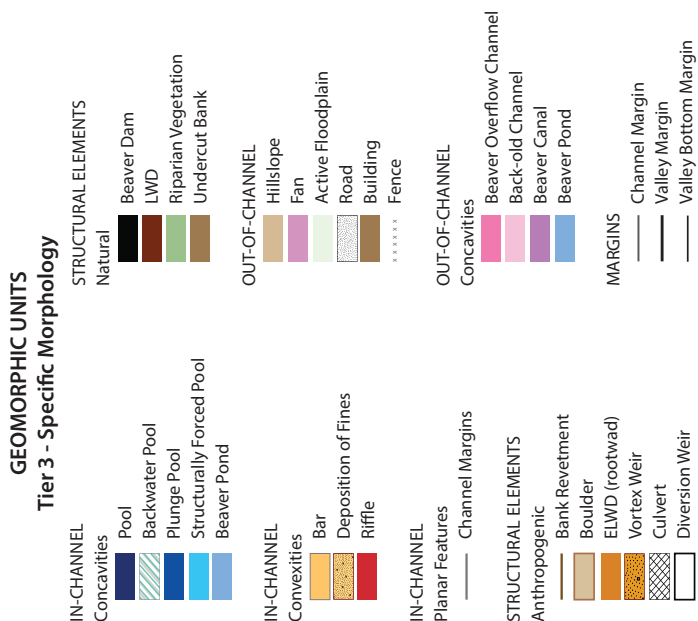 GEOMORPHIC UNITS
Tier 3 - Specific Morphology
IN-CHANNEL
Concavities
Pool
Backwater Pool
Plunge Pool
Structurally Forced Pool
Beaver Pond
IN-CHANNEL
Convexities
Bar
Deposition of Fines
Riffle
IN-CHANNEL
Planar Features
Channel Margins
STRUCTURAL ELEMENTS
Anthropogenic
Bank Revetment
Boulder
ELWD (rootwad)
Vortex Weir
Culvert
Diversion Weir
STRUCTURAL ELEMENTS
Natural
Beaver Dam
LWD
Riparian Vegetation
Undercut Bank
OUT-OF-CHANNEL
Hillslope
Fan
Active Floodplain
Road
Building
Fence
OUT-OF-CHANNEL
Concavities
Beaver Overflow Channel
Back-old Channel
Beaver Canal
Beaver Pond
MARGINS
Channel Margin
Valley Margin
Valley Bottom Margin